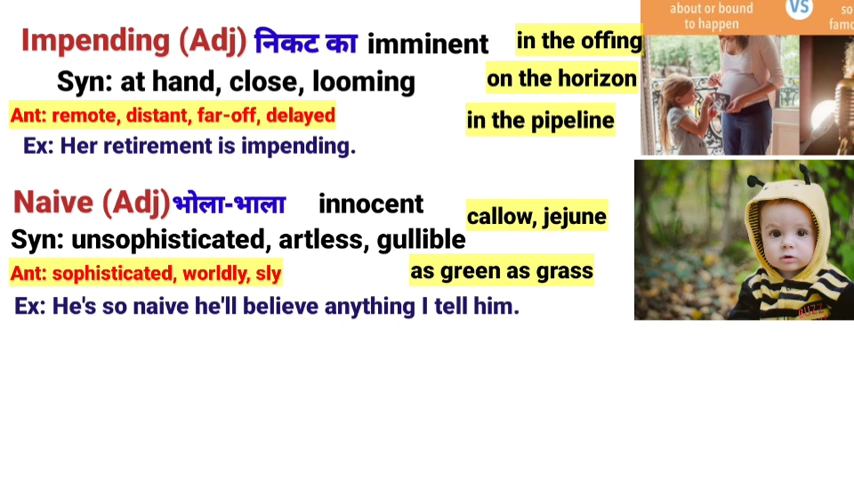 Impending (Adj) निकट का imminent in the offing
Syn: at hand, close, looming on the horizon
Ant: remote, distant, far-off, delayed in the pipeline
Ex: Her retirement is impending.
Naive (Adj) भोला-भाला innocent callow, jejune
Syn: unsophisticated, artless, gullible
Ant: sophisticated, worldly, sly as green as grass
Ex: He's so naive he'll believe anything I tell him.
about or bound
to happen
VS
so
famo
BUZZ